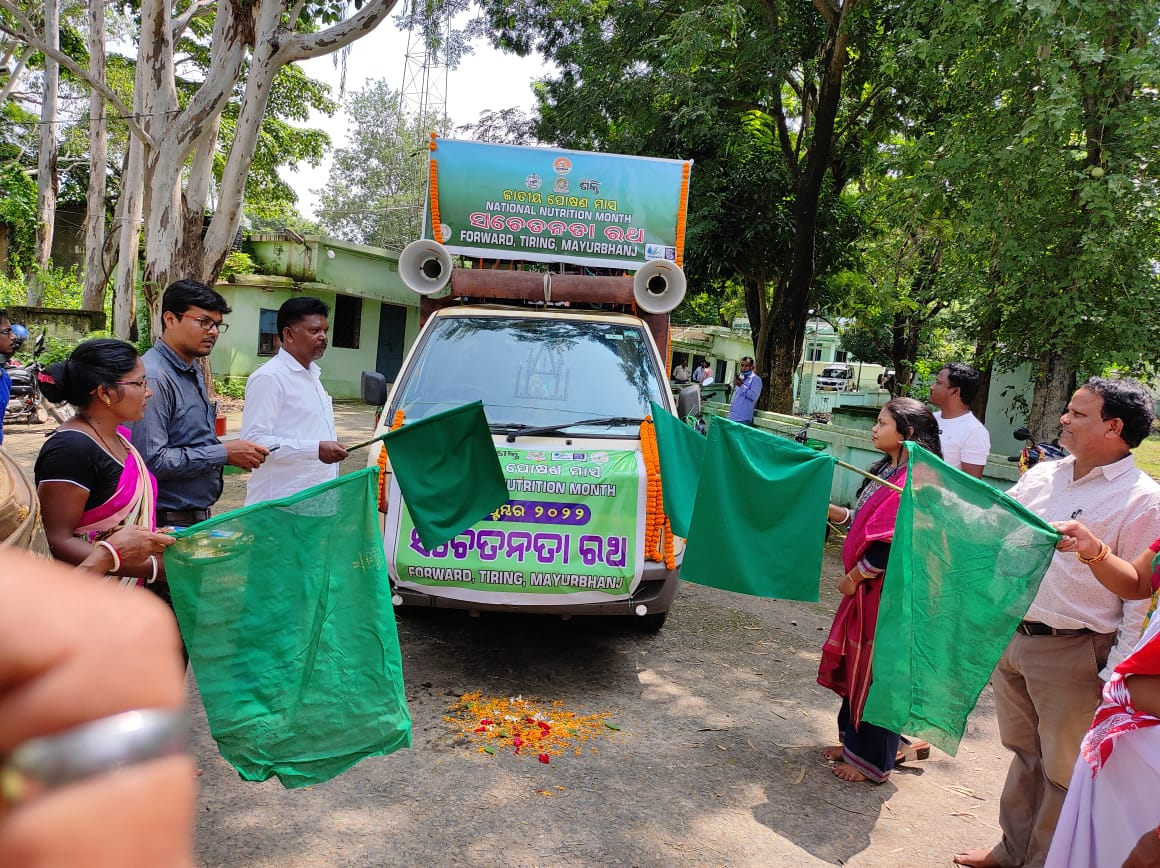 ଶକ୍ତି
ଜାତୀୟ ପୋଷଣ ମାସ
NATIONAL NUTRITION MONTH
ସଚେତନତା ରଥ
FORWARD, TIRING, MAYURBHANJ
ପୋଷଣ ମାସ
NUTRITION MONTH
୨୦୨୨
ସଚେତନତା ରଥ
FORWARD, TIRING, MAYURBHANJ